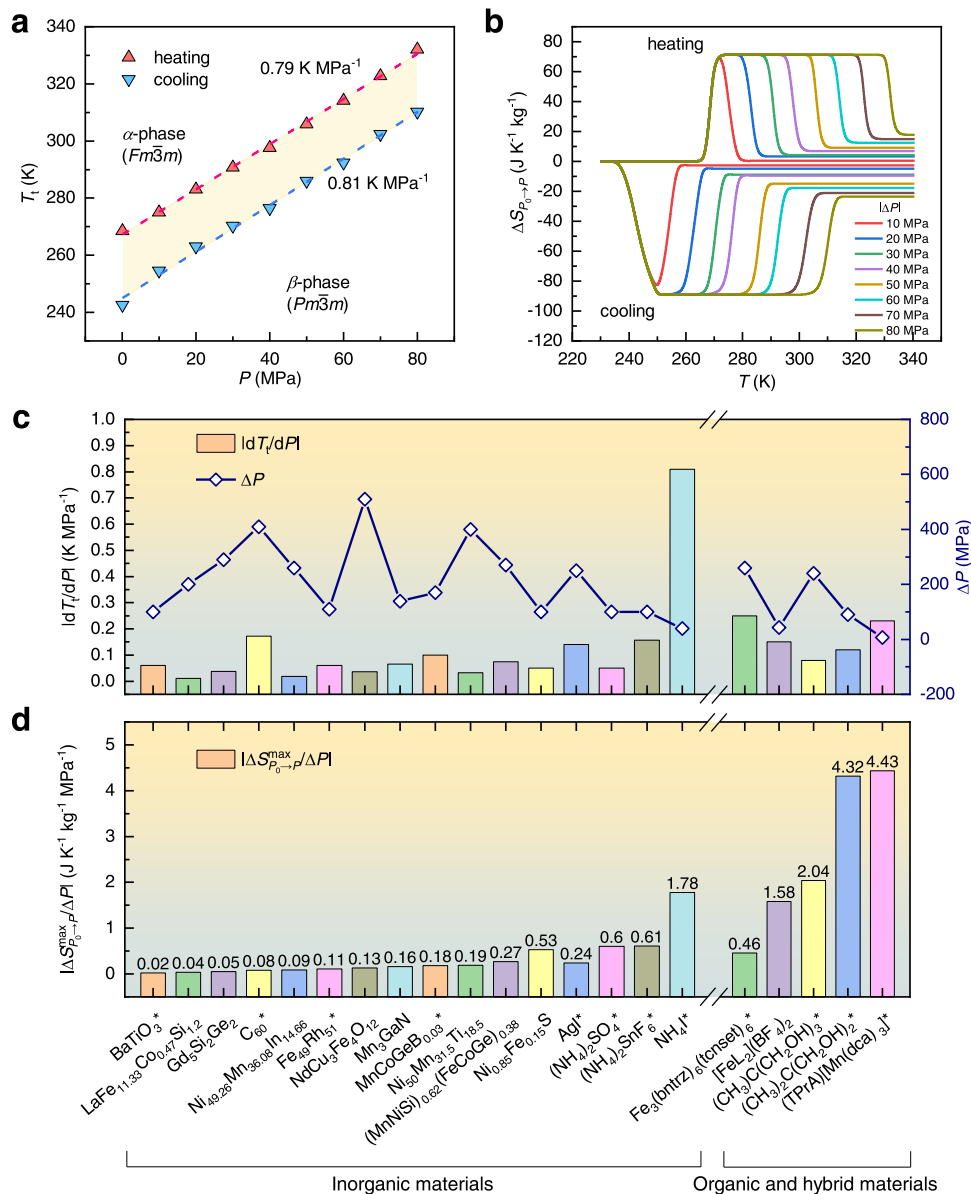 a
340
320
300
280
260
240
T_t (K)
heating
cooling
0.79 K MPa⁻¹
α-phase
(Fm3̄m)
0.81 K MPa⁻¹
β-phase
(Pm3̄m)
0 20 40 60 80
P (MPa)
b
80
60
40
20
0
-20
-40
-60
-80
-100
-120
ΔS_P₀→P (J K⁻¹ kg⁻¹)
heating
cooling
|ΔP|
10 MPa
20 MPa
30 MPa
40 MPa
50 MPa
60 MPa
70 MPa
80 MPa
220 240 260 280 300 320 340
T (K)
c
1.0
0.9
0.8
0.7
0.6
0.5
0.4
0.3
0.2
0.1
0.0
|dT_t/dP| (K MPa⁻¹)
|dT_t/dP|
ΔP
800
600
400
200
0
-200
ΔP (MPa)
d
5
4
3
2
1
0
|ΔS^max_P₀→P/ΔP| (J K⁻¹ kg⁻¹ MPa⁻¹)
|ΔS^max_P₀→P/ΔP|
0.02 0.04 0.05 0.08 0.09 0.11 0.13 0.16 0.18 0.19 0.27 0.53 0.24 0.6 0.61 1.78 0.46 1.58 2.04 4.32 4.43
BaTiO₃*
LaFe₁₁.₃₃Co₀.₄₇Si₁.₂
Gd₅Si₂Ge₂
C₆₀*
Ni₄₉.₂₆Mn₃₆.₀₈In₁₄.₆₆
Fe₄₉Rh₅₁*
NdCu₃Fe₄O₁₂
Mn₃GaN
MnCoGeB₀.₀₃*
Ni₅₀Mn₃₁.₅Ti₁₈.₅
(MnNiSi)₀.₆₂(FeCoGe)₀.₃₈
Ni₀.₈₅Fe₀.₁₅S
AgI*
(NH₄)₂SO₄*
(NH₄)₂SnF₆*
NH₄I*
Fe₃(bntrz)₆(tcnset)₆*
[FeL₂](BF₄)₂
(CH₃)C(CH₂OH)₃*
(CH₃)₂C(CH₂OH)₂*
(TPrA)[Mn(dca)₃]*
Inorganic materials
Organic and hybrid materials